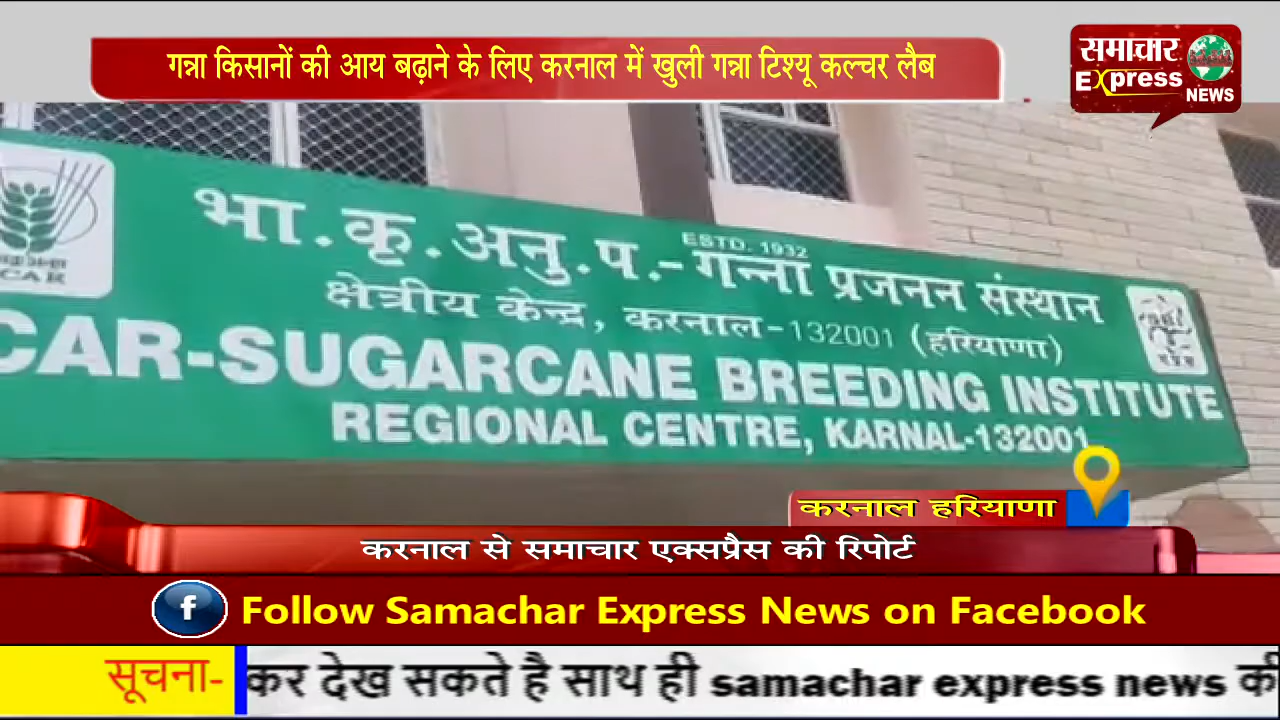 गन्ना किसानों की आय बढ़ाने के लिए करनाल में खुली गन्ना टिश्यू कल्चर लैब
समाचार
Express
NEWS
भा.कृ.अनु.प.-गन्ना प्रजनन संस्थान
ESTD. 1932
क्षेत्रीय केन्द्र, करनाल-132001 (हरियाणा)
CAR-SUGARCANE BREEDING INSTITUTE
REGIONAL CENTRE, KARNAL-132001
करनाल हरियाणा
करनाल से समाचार एक्सप्रैस की रिपोर्ट
f Follow Samachar Express News on Facebook
सूचना- कर देख सकते है साथ ही samachar express news की